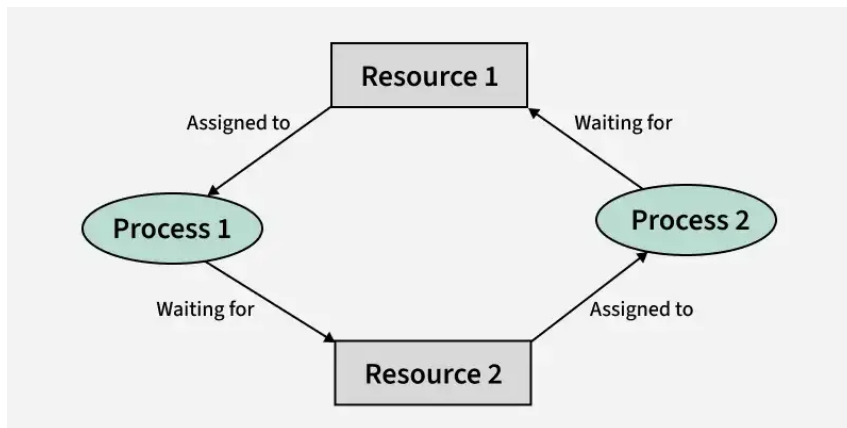 Resource 1
Assigned to
Waiting for
Process 1
Process 2
Waiting for
Assigned to
Resource 2